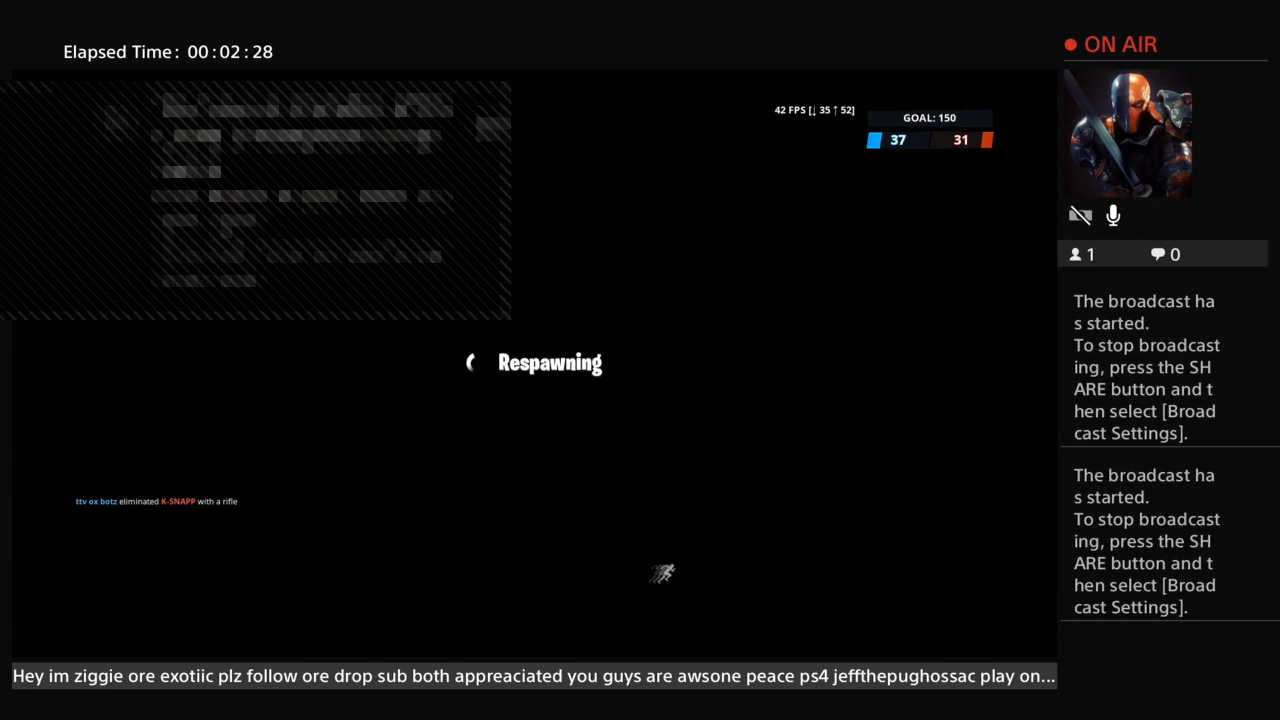 Elapsed Time: 00:02:28
ON AIR
42 FPS [↓ 35 ↑ 52]
GOAL: 150
37 31
1 0
The broadcast ha
s started.
To stop broadcast
ing, press the SH
ARE button and t
hen select [Broad
cast Settings].
Respawning
The broadcast ha
s started.
To stop broadcast
ing, press the SH
ARE button and t
hen select [Broad
cast Settings].
ttv ox botz eliminated K-SNAPP with a rifle
Hey im ziggie ore exotiic plz follow ore drop sub both appreaciated you guys are awsone peace ps4 jeffthepughossac play on...